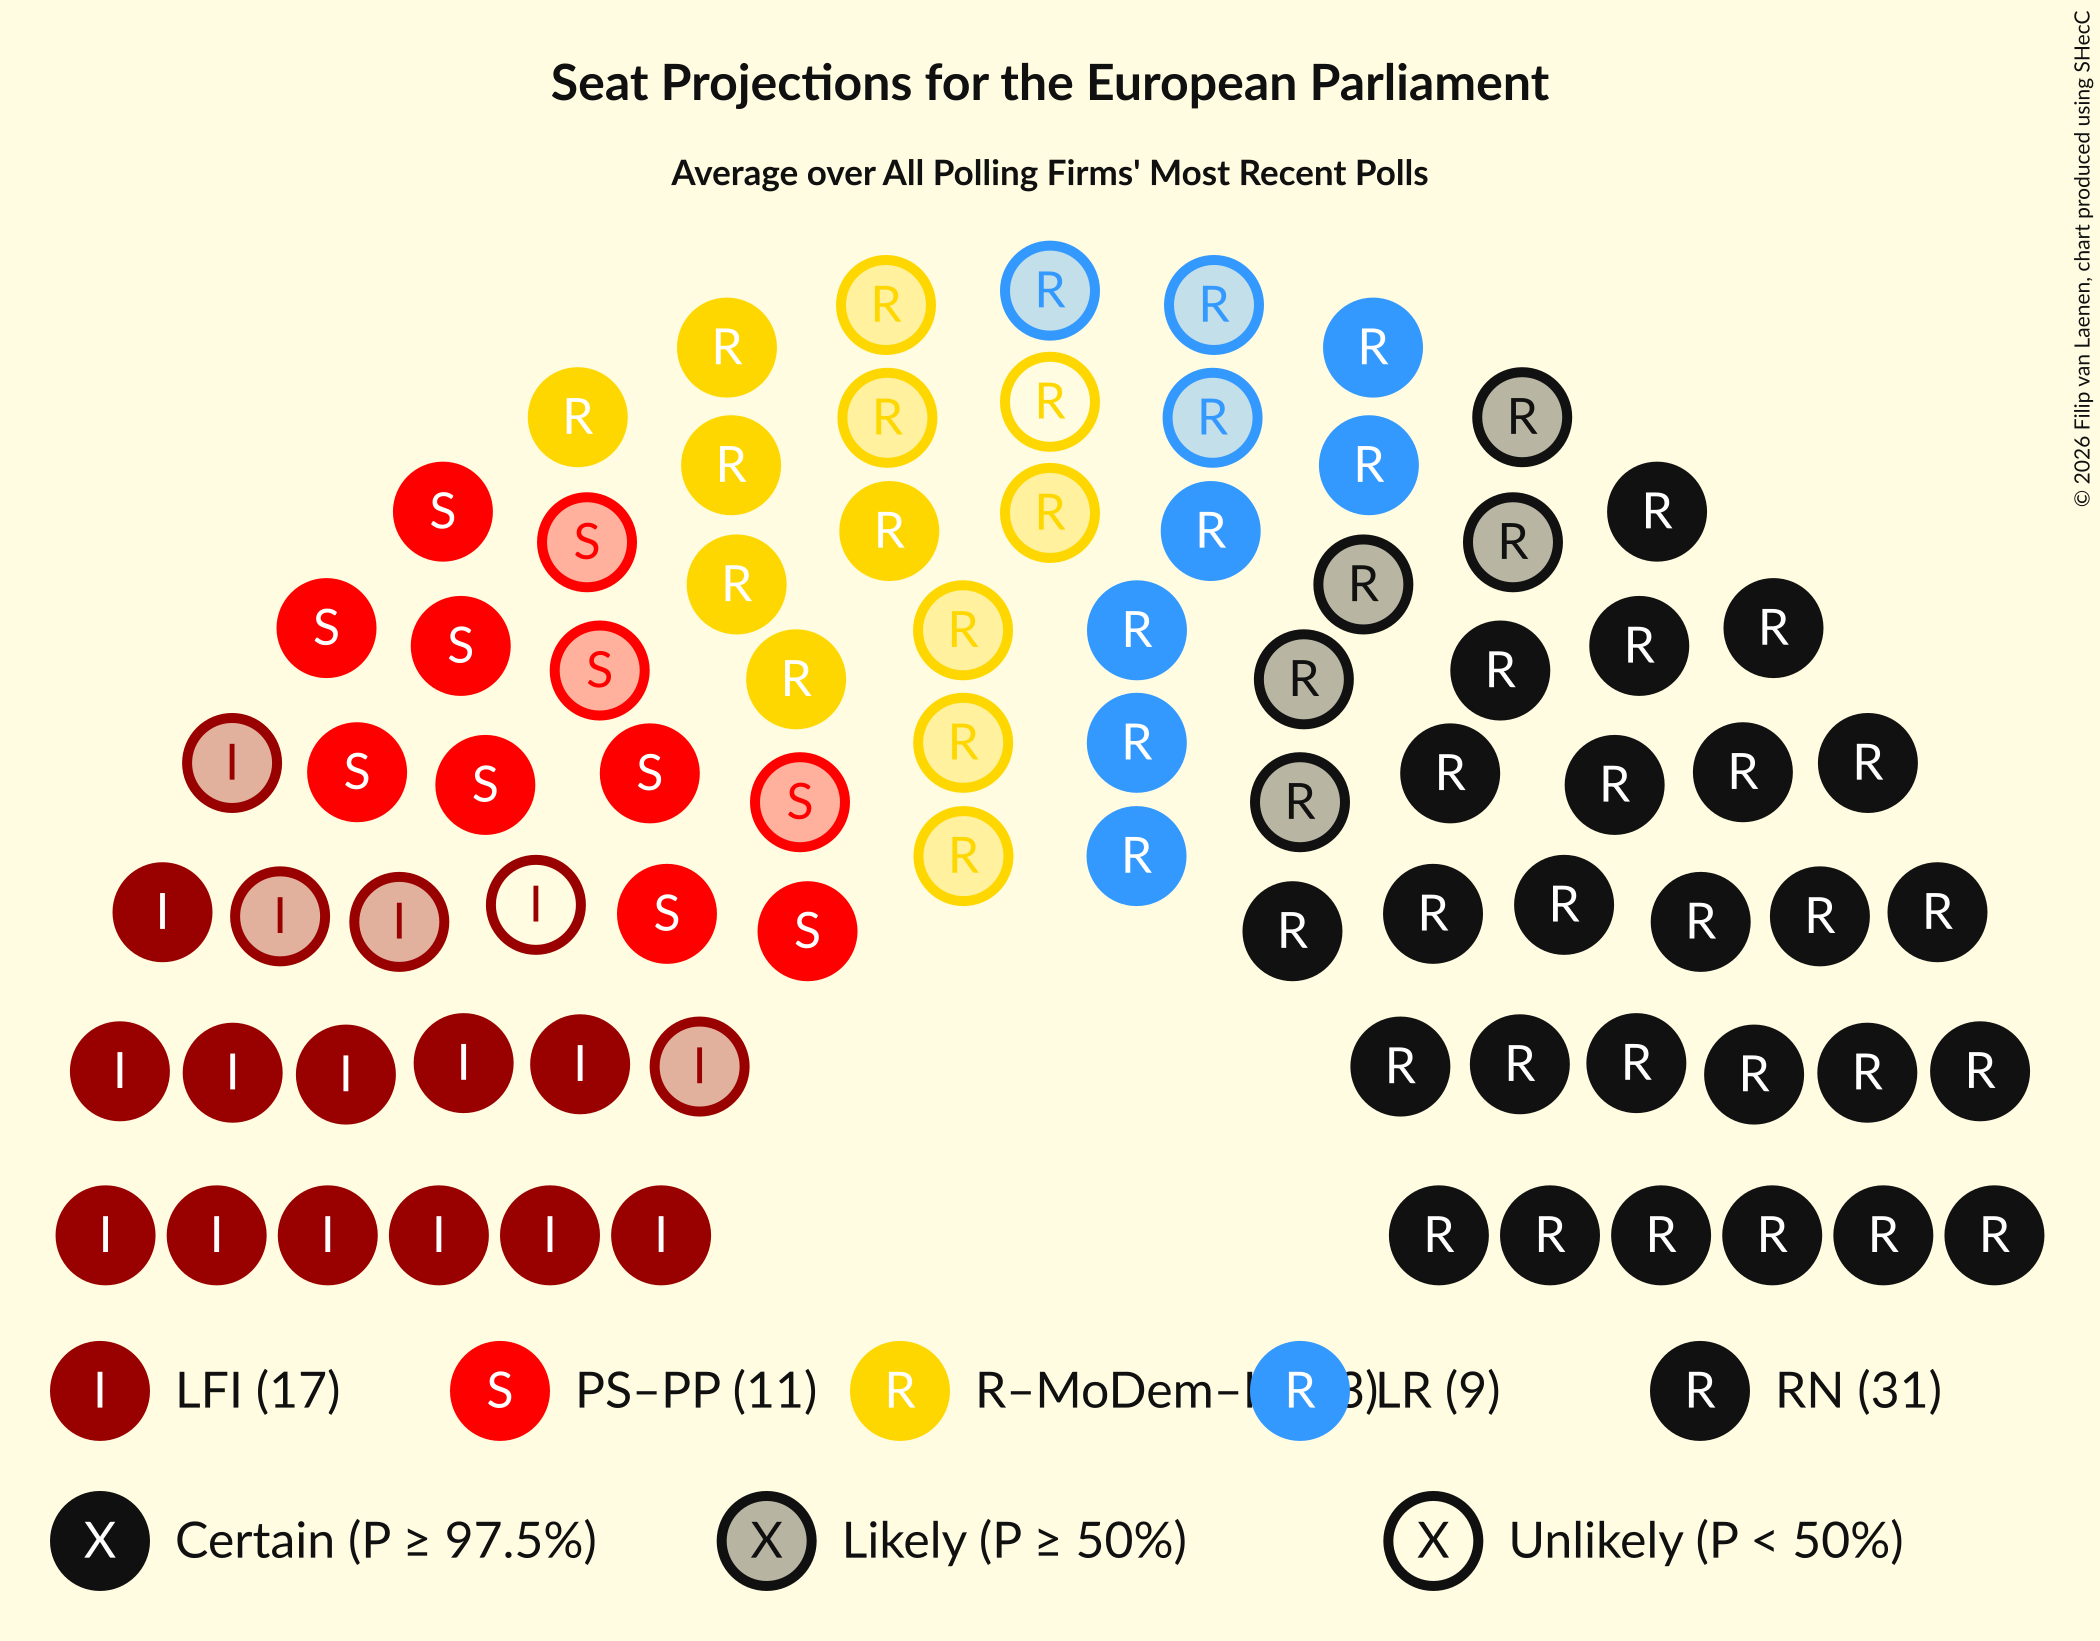 Seat Projections for the European Parliament
Average over All Polling Firms' Most Recent Polls
© 2026 Filip van Laenen, chart produced using SHecC
R R R
R R R R
R R R R R
R R R R
S R R R R R
S S R R R
S S R R R R
S S R R R R
I S S S S R R R R R R R
R R
I I I I S S R R R R R R
I I I I I I R R R R R R
I I I I I I R R R R R R
I LFI (17) S PS–PP (11) R R–MoDem– R 3) LR (9) R RN (31)
X Certain (P ≥ 97.5%) X Likely (P ≥ 50%) X Unlikely (P < 50%)